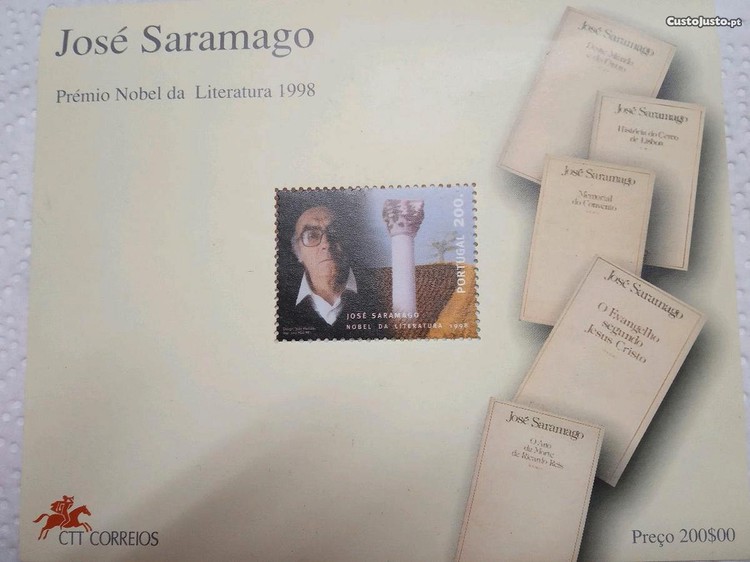 José Saramago
Prémio Nobel da Literatura 1998
CustoJusto.pt
José Saramago
José Saramago
História do Cerco
de Lisboa
José Saramago
Memorial
do Convento
José Saramago
O Evangelho
segundo
Jesus Cristo
José Saramago
O Ano
da Morte
de Ricardo Reis
PORTUGAL 200.
JOSÉ SARAMAGO
NOBEL DA LITERATURA 1998
CTT CORREIOS
Preço 200$00